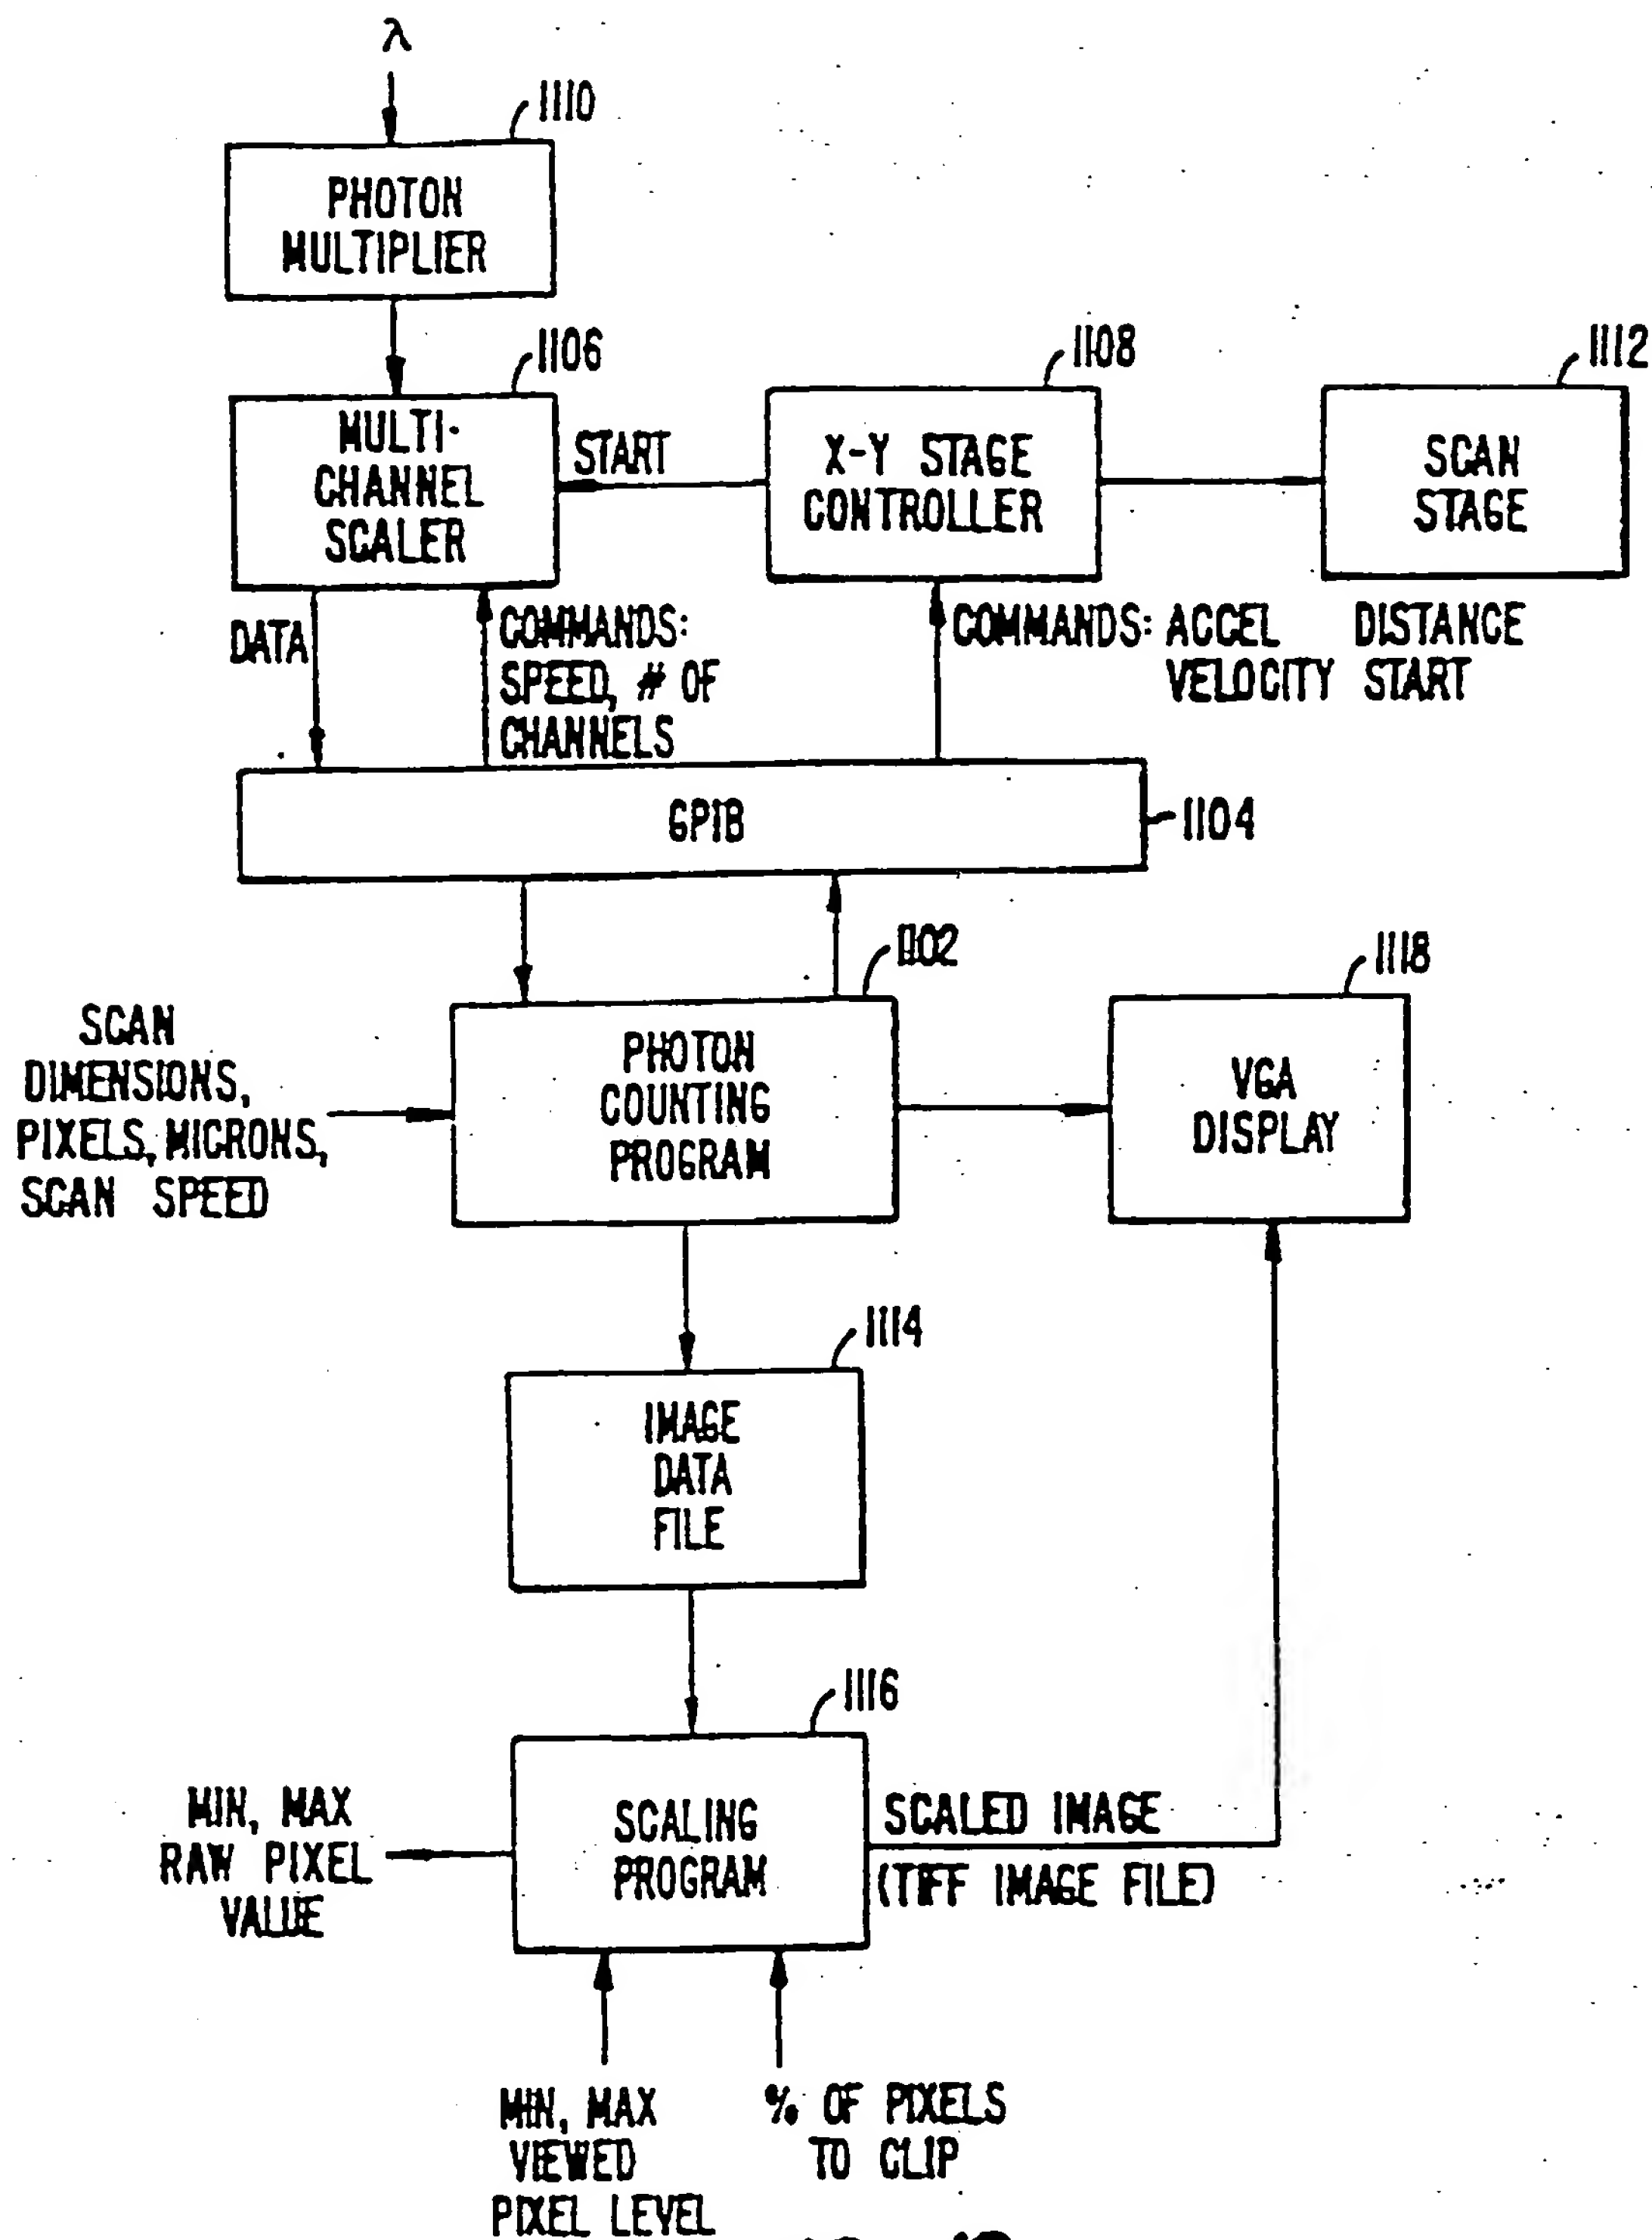 λ
1110
PHOTON
MULTIPLIER
1106
1108
1112
MULTI-
CHANNEL
SCALER
START
X-Y STAGE
CONTROLLER
SCAN
STAGE
DATA
COMMANDS:
SPEED, # OF
CHANNELS
COMMANDS: ACCEL DISTANCE
VELOCITY START
GPIB
1104
1102
1118
SCAN
DIMENSIONS,
PIXELS, MICRONS,
SCAN SPEED
PHOTON
COUNTING
PROGRAM
VGA
DISPLAY
1114
IMAGE
DATA
FILE
1116
MIN, MAX
RAW PIXEL
VALUE
SCALING
PROGRAM
SCALED IMAGE
(TIFF IMAGE FILE)
MIN, MAX
VIEWED
PIXEL LEVEL
% OF PIXELS
TO CLIP